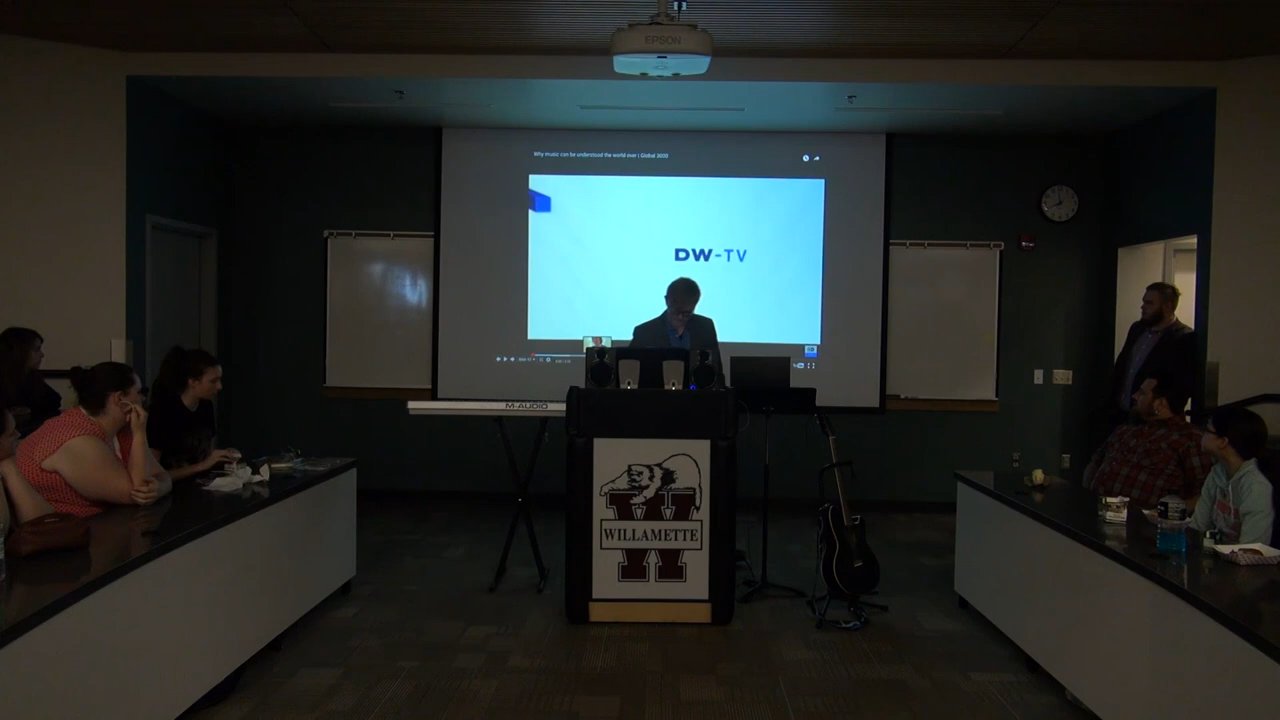 EPSON
Why music can be understood the world over | Global 3000
DW-TV
M-AUDIO
W
WILLAMETTE